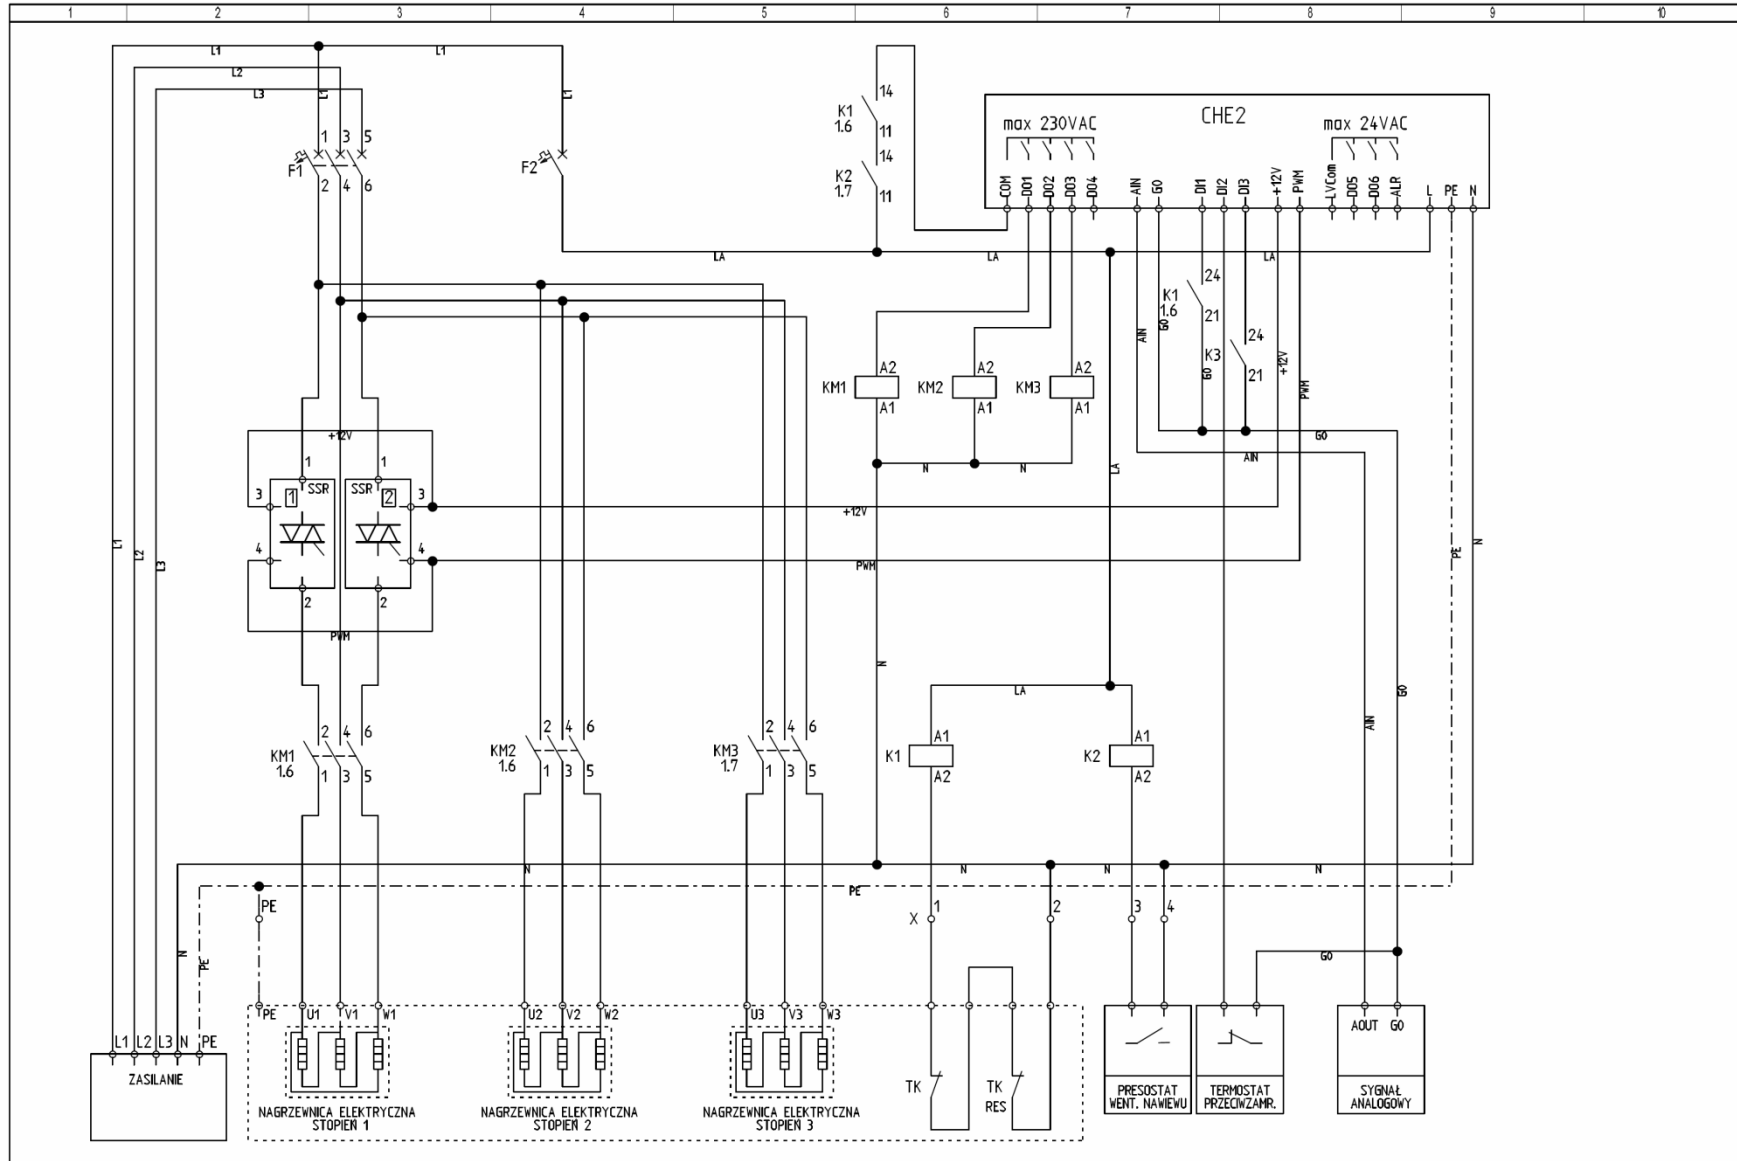 1 2 3 4 5 6 7 8 9 10
L1 L1
L2
L3
L1 L1
1 3 5
F1
2 4 6
F2
14
K1
1.6
11
14
K2
1.7
11
CHE2
max 230VAC
max 24VAC
COM DO1 DO2 DO3 DO4 AIN G0 DI1 DI2 DI3 +12V PWM LVCom DO5 DO6 ALR L PE N
LA LA LA
24
K1
1.6
21
AIN G0
24
K3
21
G0
+12V
PWM
A2 A2 A2
KM1 KM2 KM3
A1 A1 A1
G0
AIN
N N
LA
+12V
1 1
SSR SSR
3 1 2 3
+12V
4 4
PWM
2 2
PWM
L1
L2
L3
PE N
N
LA
G0
AIN
2 4 6
KM1
1.6
1 3 5
2 4 6
KM2
1.6
1 3 5
2 4 6
KM3
1.7
1 3 5
A1
K1
A2
A1
K2
A2
N N N N
PE
PE
X 1 2 3 4
N
PE
G0
PE U1 V1 W1
U2 V2 W2
U3 V3 W3
L1 L2 L3 N PE
ZASILANIE
NAGRZEWNICA ELEKTRYCZNA
STOPIEŃ 1
NAGRZEWNICA ELEKTRYCZNA
STOPIEŃ 2
NAGRZEWNICA ELEKTRYCZNA
STOPIEŃ 3
TK
TK
RES
PRESOSTAT
WENT. NAWIEWU
TERMOSTAT
PRZECIWZAMR.
AOUT G0
SYGNAŁ
ANALOGOWY